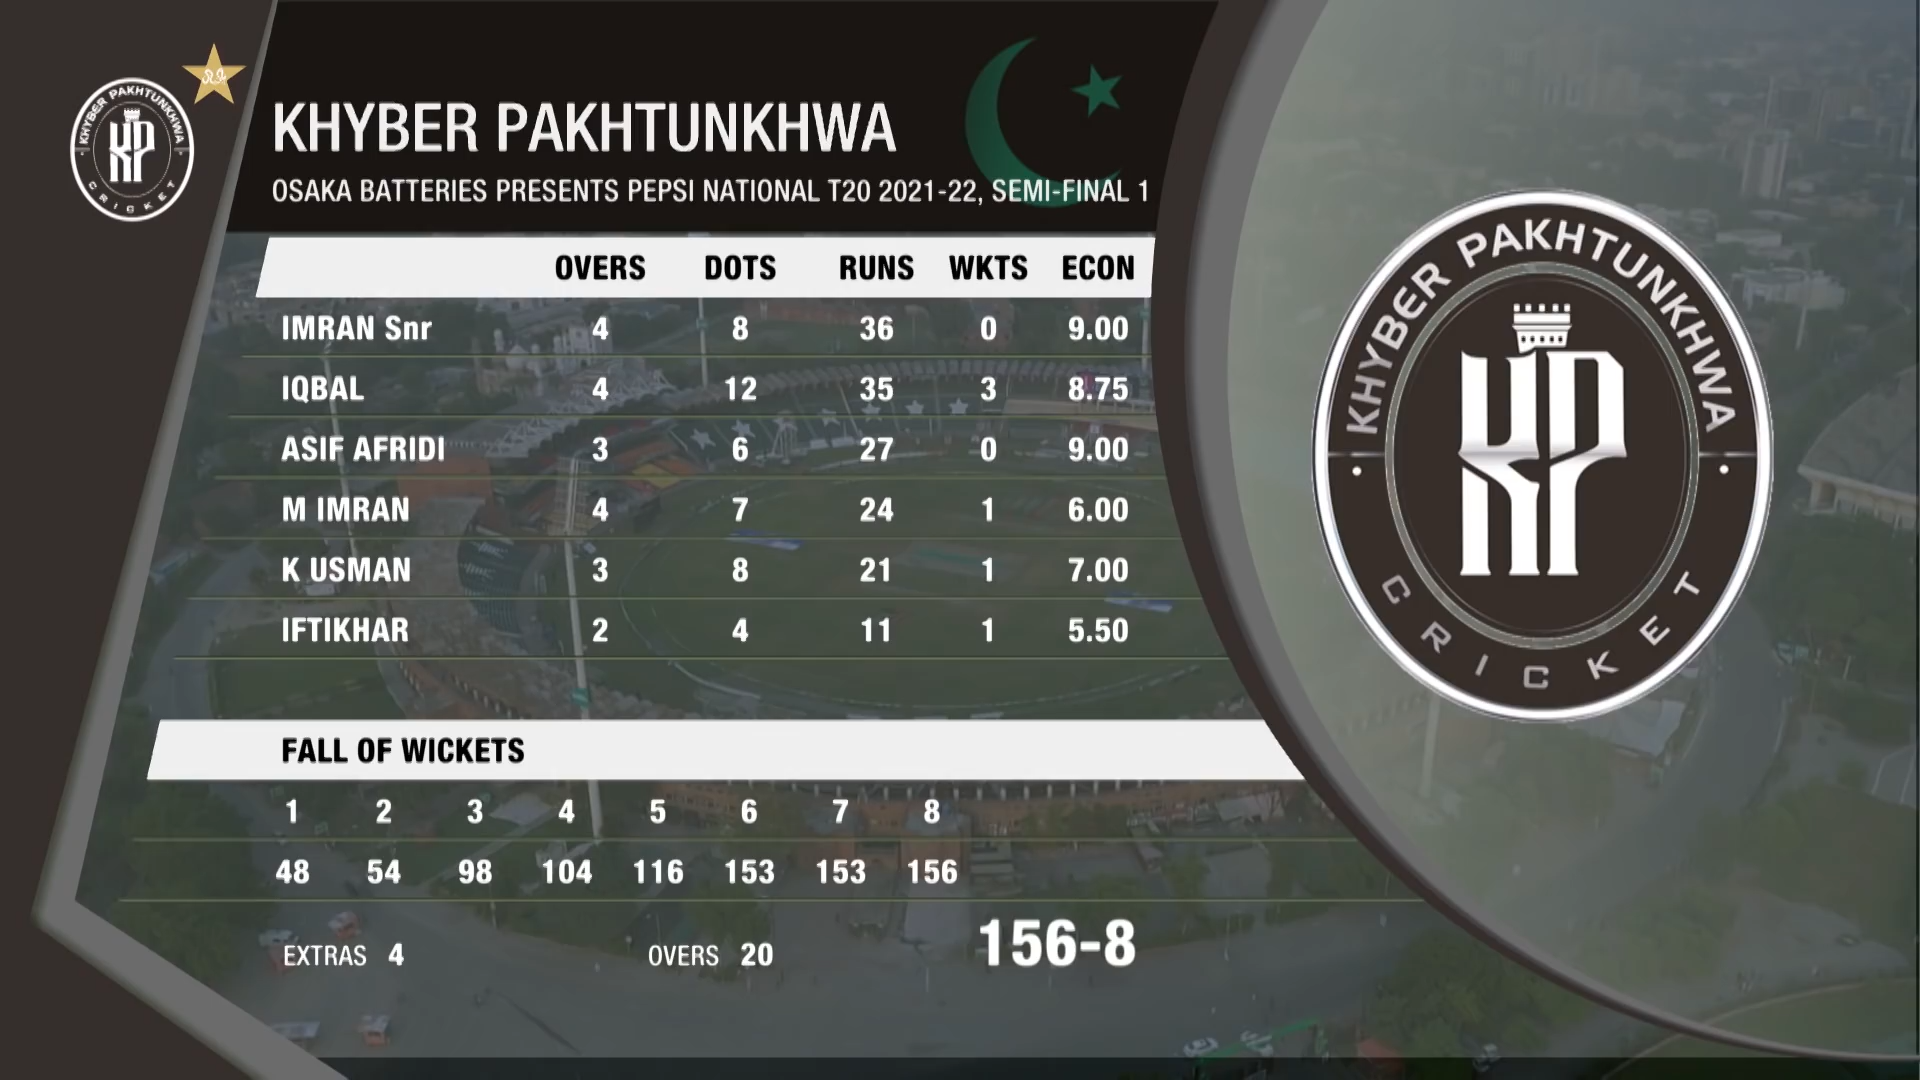 KHYBER PAKHTUNKHWA
CRICKET
KP
KHYBER PAKHTUNKHWA
OSAKA BATTERIES PRESENTS PEPSI NATIONAL T20 2021-22, SEMI-FINAL 1
OVERS DOTS RUNS WKTS ECON
IMRAN Snr 4 8 36 0 9.00
IQBAL 4 12 35 3 8.75
ASIF AFRIDI 3 6 27 0 9.00
M IMRAN 4 7 24 1 6.00
K USMAN 3 8 21 1 7.00
IFTIKHAR 2 4 11 1 5.50
FALL OF WICKETS
1 2 3 4 5 6 7 8
48 54 98 104 116 153 153 156
EXTRAS 4 OVERS 20 156-8
KHYBER PAKHTUNKHWA
KP
CRICKET